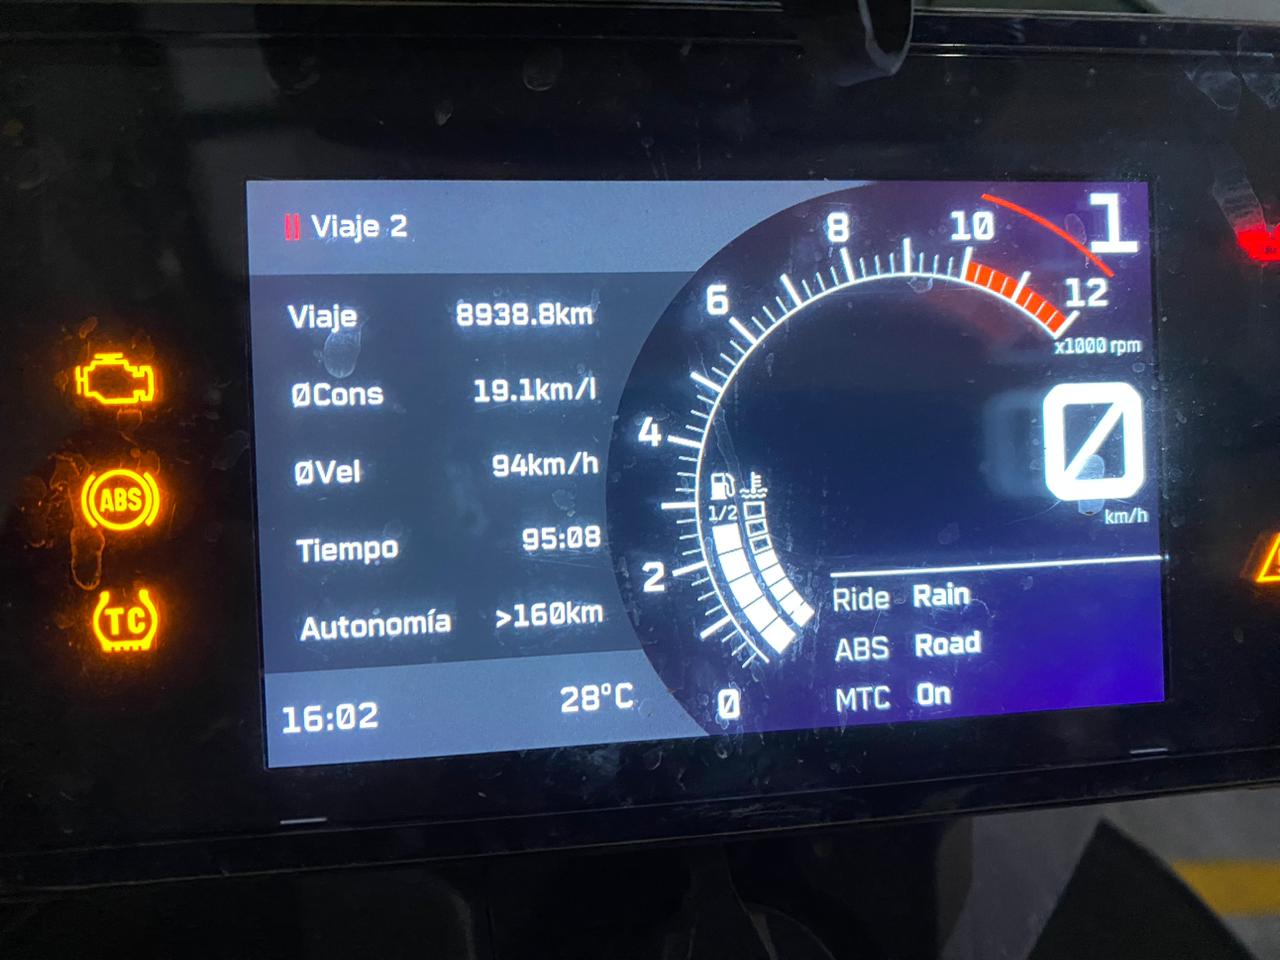 Viaje 2
Viaje 8938.8km
ØCons 19.1km/l
ØVel 94km/h
Tiempo 95:08
Autonomía >160km
16:02 28°C
ABS
TC
0
2
4
6
8
10
12
x1000 rpm
1
1/2
0
km/h
Ride Rain
ABS Road
MTC On